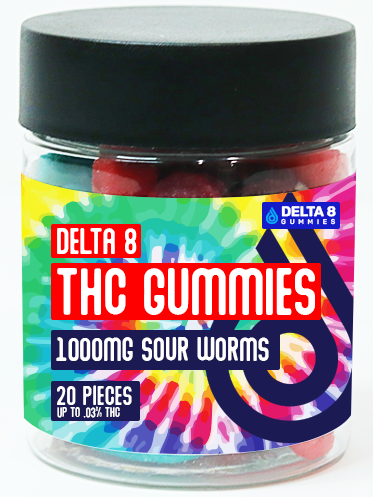 DELTA 8
GUMMIES
DELTA 8
THC GUMMIES
1000MG SOUR WORMS
20 PIECES
UP TO .03% THC